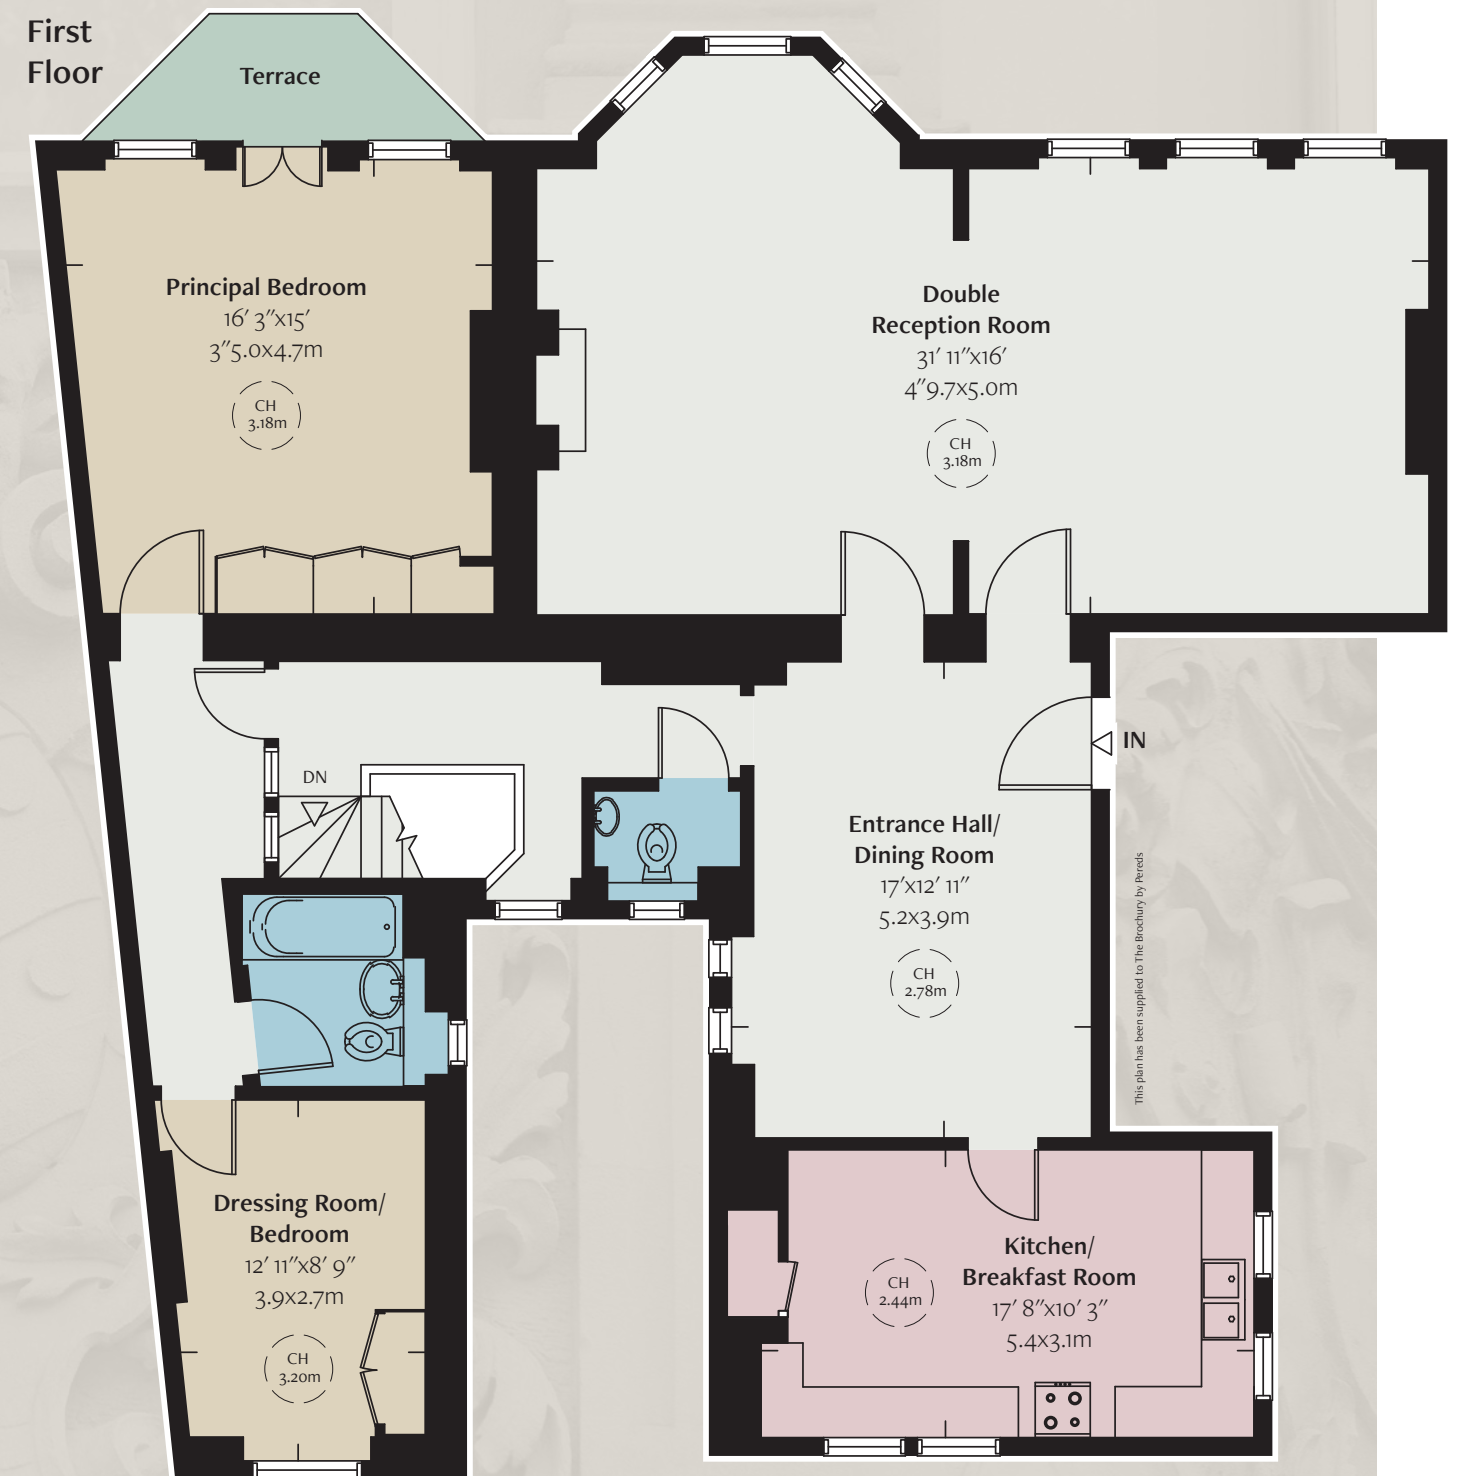 First
Floor
Terrace
Principal Bedroom
16′ 3″x15′
3″5.0x4.7m
CH
3.18m
Double
Reception Room
31′ 11″x16′
4″9.7x5.0m
CH
3.18m
IN
DN
Entrance Hall/
Dining Room
17′x12′ 11″
5.2x3.9m
CH
2.78m
This plan has been supplied to The Brochury by Pereds
Dressing Room/
Bedroom
12′ 11″x8′ 9″
3.9x2.7m
CH
3.20m
Kitchen/
Breakfast Room
17′ 8″x10′ 3″
5.4x3.1m
CH
2.44m